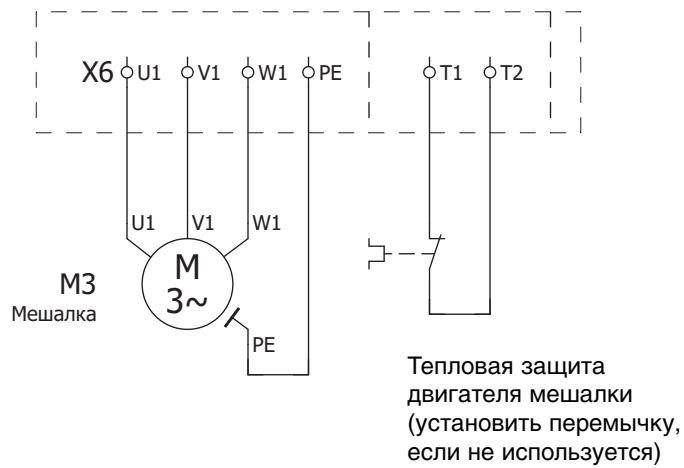 X6 U1 V1 W1 PE T1 T2
U1 V1 W1
M
3~
M3
Мешалка
PE
Тепловая защита
двигателя мешалки
(установить перемычку,
если не используется)